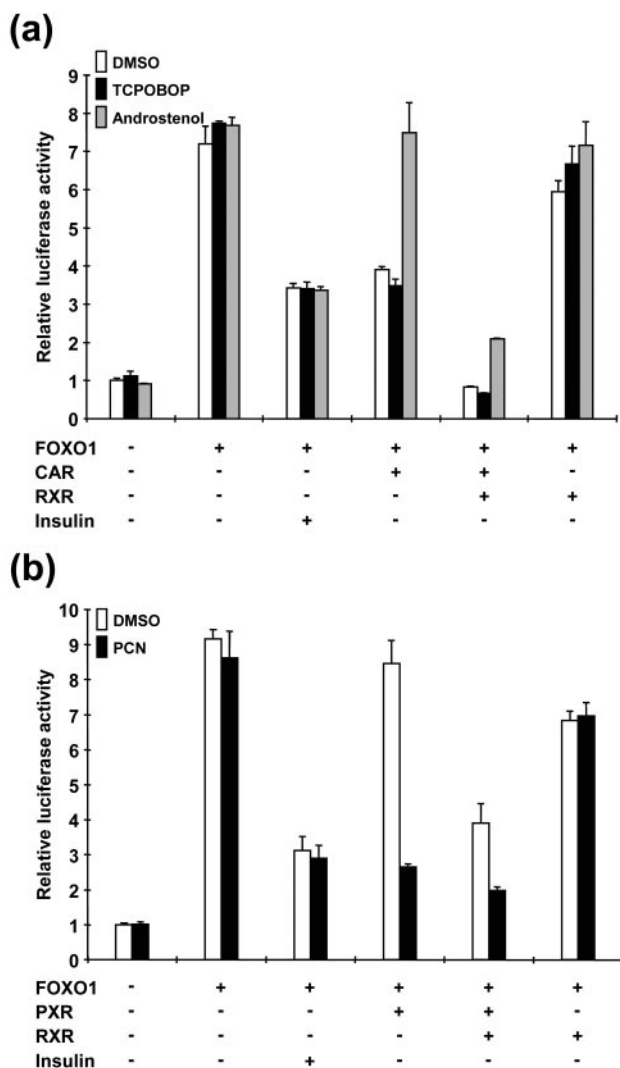 (a)
DMSO
TCPOBOP
Androstenol
Relative luciferase activity
9
8
7
6
5
4
3
2
1
0
FOXO1 - + + + + +
CAR - - - + + -
RXR - - - - + +
Insulin - - + - - -
(b)
DMSO
PCN
Relative luciferase activity
10
9
8
7
6
5
4
3
2
1
0
FOXO1 - + + + + +
PXR - - - + + -
RXR - - - - + +
Insulin - - + - - -